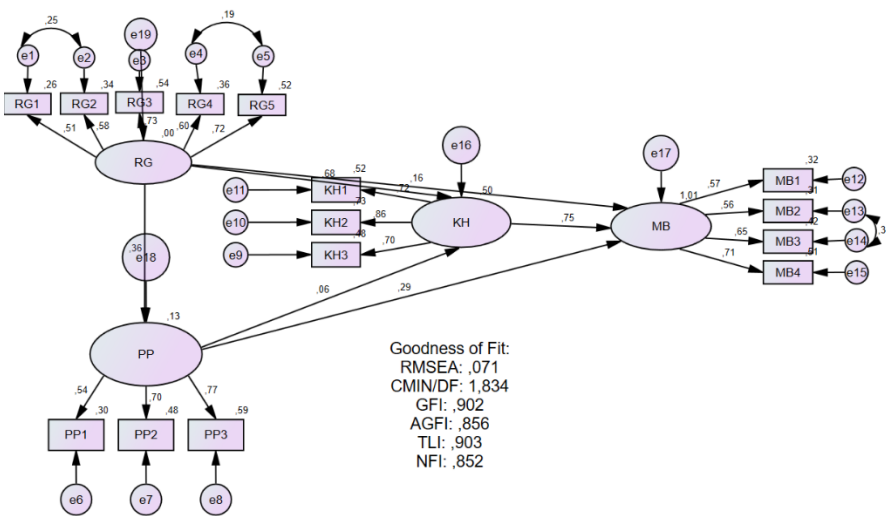 ,25
,19
e1
e2
e19
e3
e4
e5
,26
,34
,54
,36
,52
RG1
RG2
RG3
RG4
RG5
,51
,58
,73
,00
,60
,72
RG
e16
e17
,68
,52
,16
,72
,50
e11
KH1
,73
e10
KH2
,86
,48
e9
KH3
,70
KH
,75
MB
1,01
,57
,32
MB1
e12
,56
,31
MB2
e13
,65
,42
MB3
e14
,3
,71
,51
MB4
e15
,36
e18
,06
,29
,13
PP
,54
,70
,77
,30
,48
,59
PP1
PP2
PP3
e6
e7
e8
Goodness of Fit:
RMSEA: ,071
CMIN/DF: 1,834
GFI: ,902
AGFI: ,856
TLI: ,903
NFI: ,852